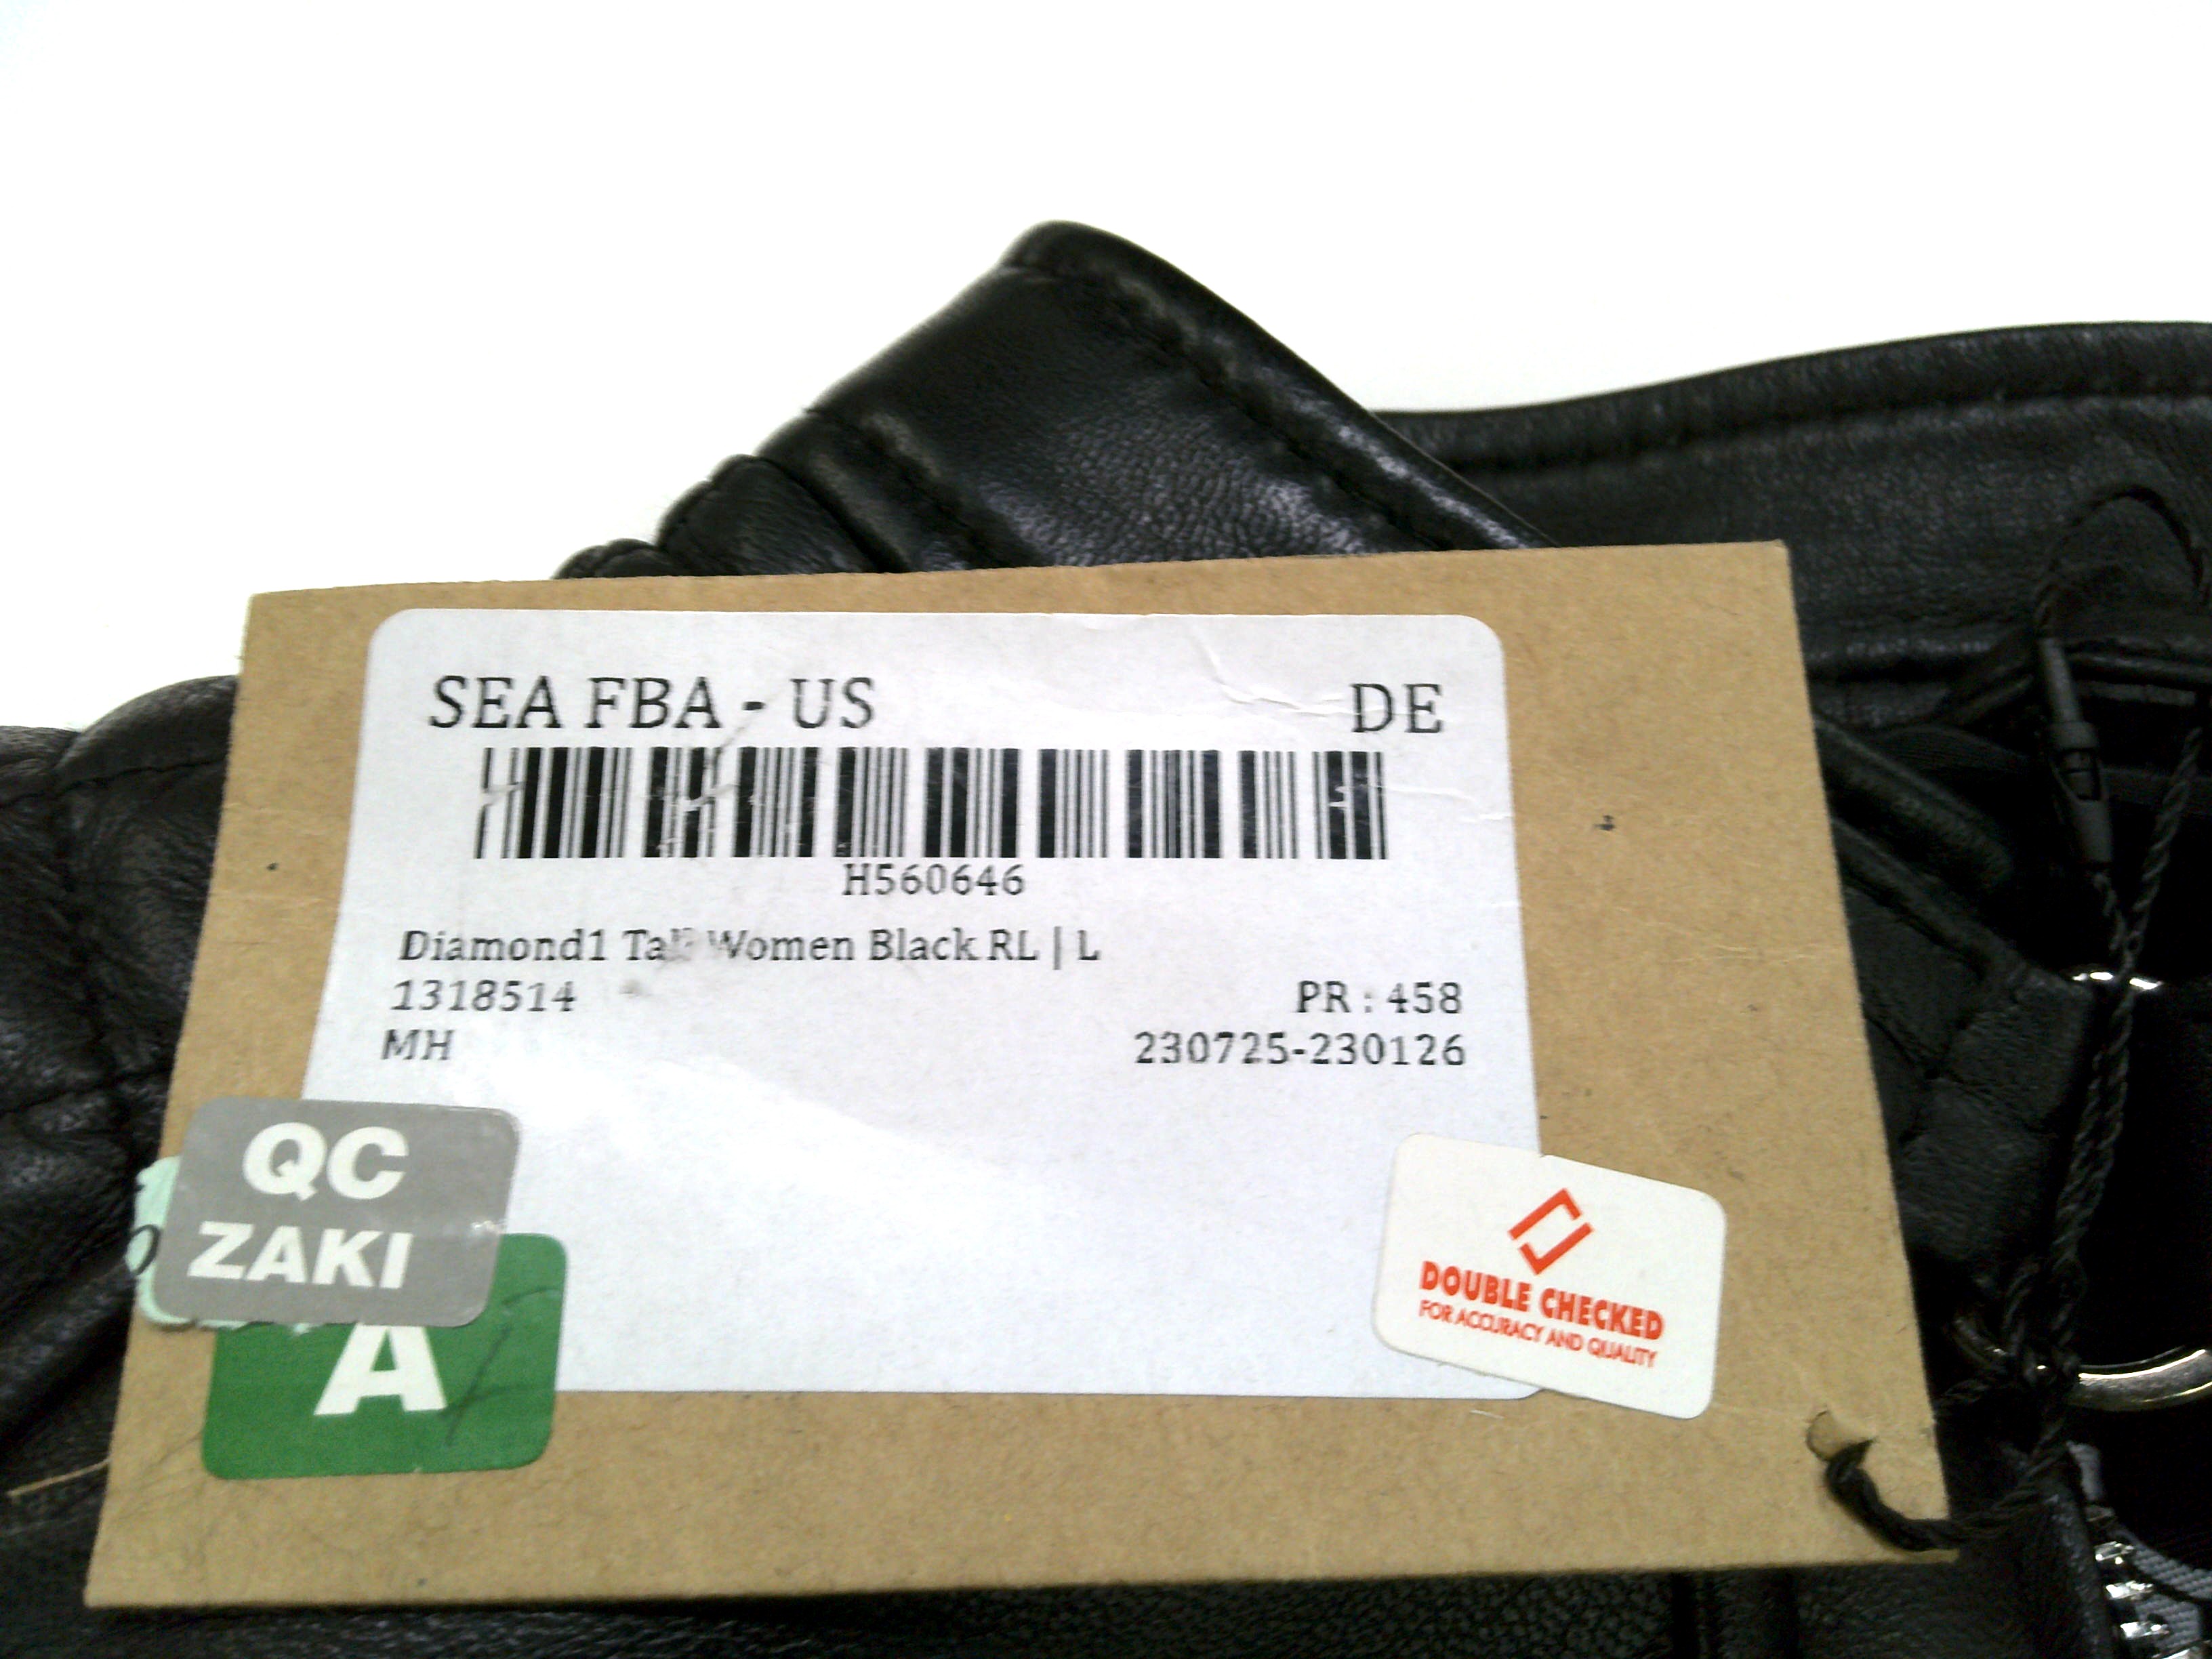 SEA FBA - US DE
H560646
Diamond1 Women Black RL | L
1318514 PR : 458
MH 230725-230126
QC
ZAKI
A
DOUBLE CHECKED
FOR ACCURACY AND QUALITY